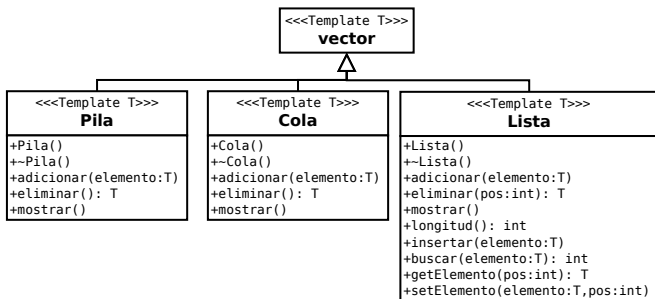 <<<Template T>>>
vector
<<<Template T>>>
Pila
+Pila()
+~Pila()
+adicionar(elemento:T)
+eliminar(): T
+mostrar()
<<<Template T>>>
Cola
+Cola()
+~Cola()
+adicionar(elemento:T)
+eliminar(): T
+mostrar()
<<<Template T>>>
Lista
+Lista()
+~Lista()
+adicionar(elemento:T)
+eliminar(pos:int): T
+mostrar()
+longitud(): int
+insertar(elemento:T)
+buscar(elemento:T): int
+getElemento(pos:int): T
+setElemento(elemento:T,pos:int)